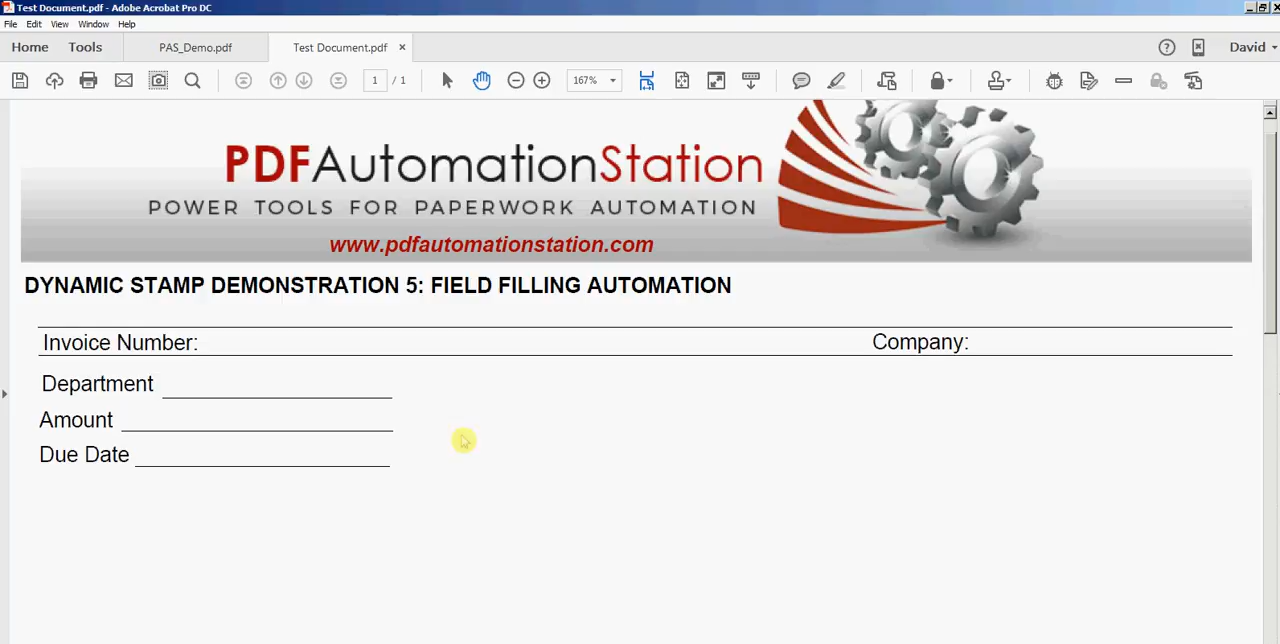 Test Document.pdf - Adobe Acrobat Pro DC
File Edit View Window Help
Home Tools PAS_Demo.pdf Test Document.pdf × David
1 / 1 167%
PDFAutomationStation
POWER TOOLS FOR PAPERWORK AUTOMATION
www.pdfautomationstation.com
DYNAMIC STAMP DEMONSTRATION 5: FIELD FILLING AUTOMATION
Invoice Number: Company:
Department
Amount
Due Date